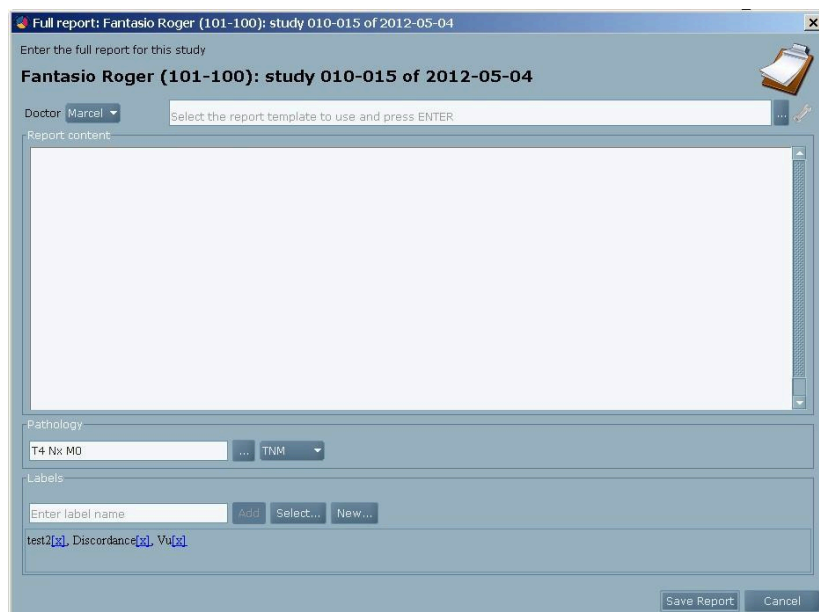 Full report: Fantasio Roger (101-100): study 010-015 of 2012-05-04
Enter the full report for this study
Fantasio Roger (101-100): study 010-015 of 2012-05-04
Doctor Marcel Select the report template to use and press ENTER ...
Report content
Pathology
T4 Nx M0 ... TNM
Labels
Enter label name Add Select... New...
test2[x], Discordance[x], Vu[x]
Save Report Cancel